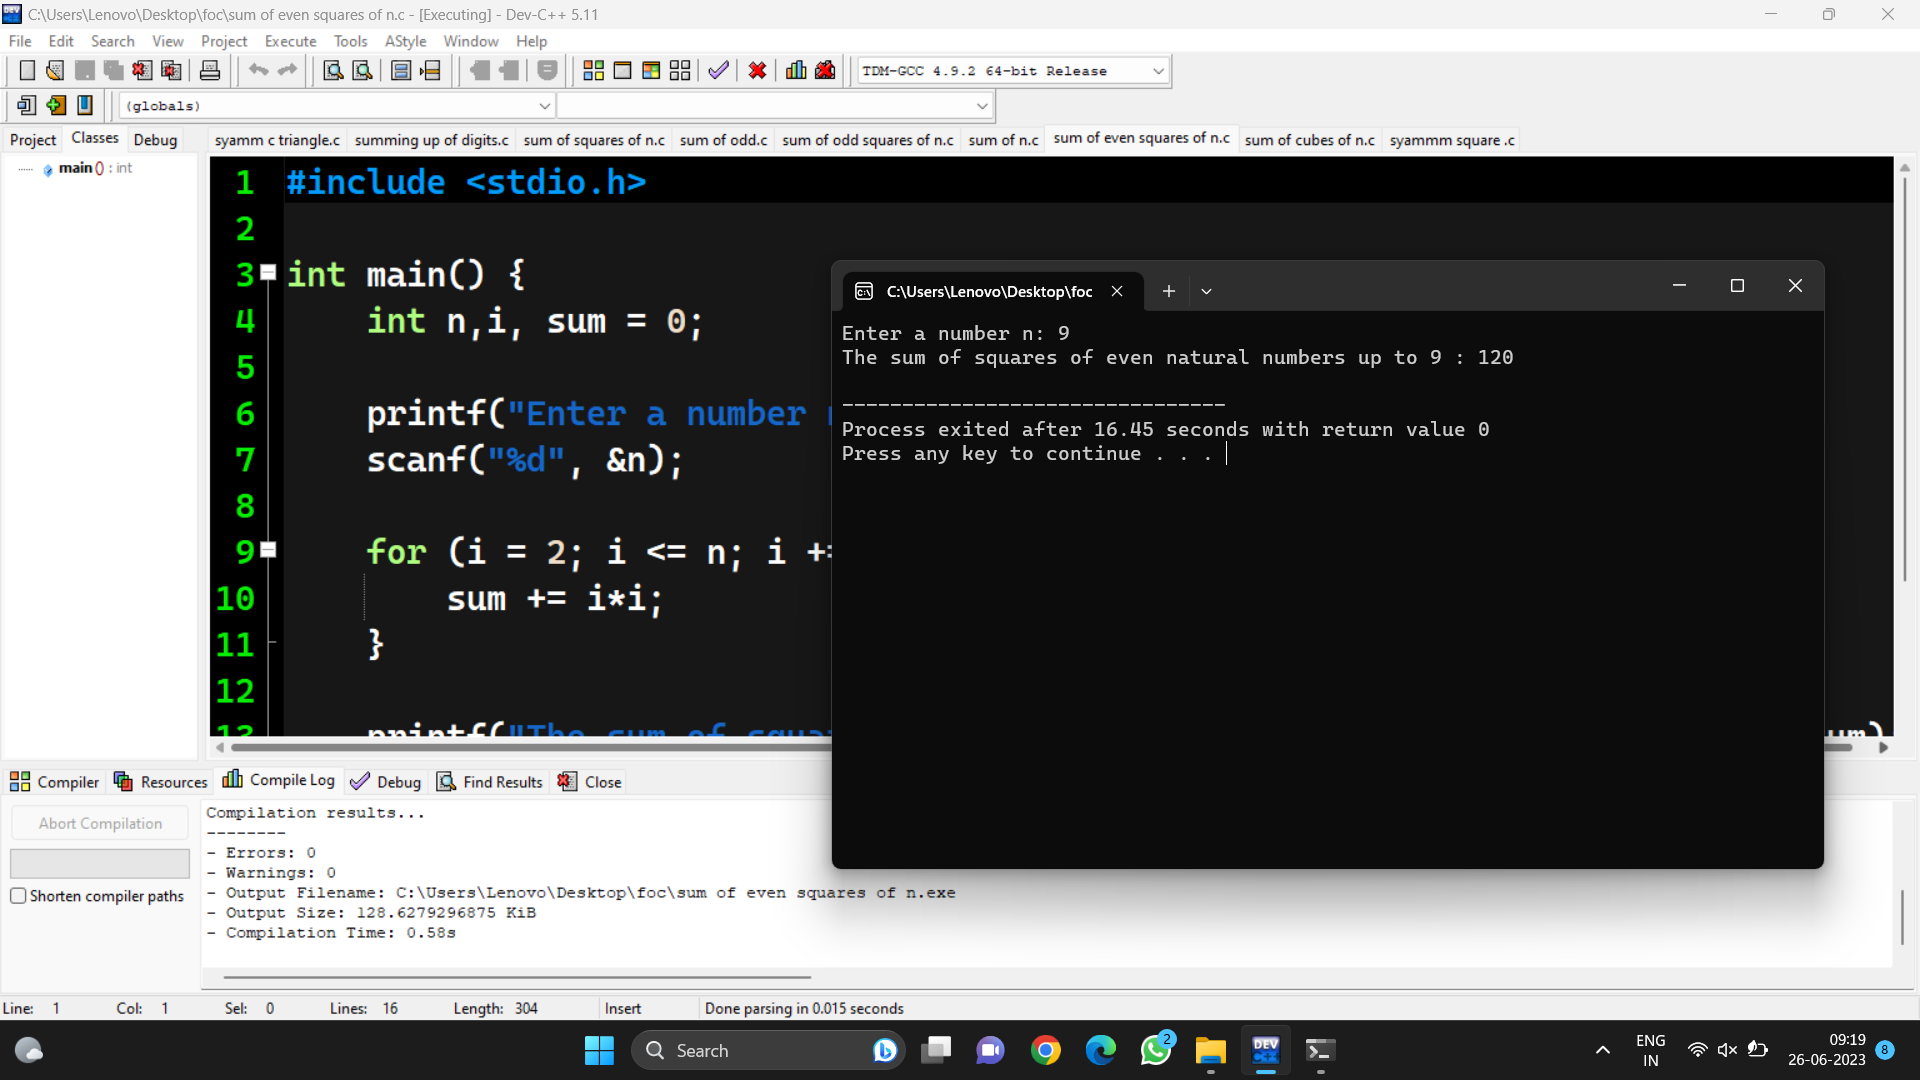 C:\Users\Lenovo\Desktop\foc\sum of even squares of n.c - [Executing] - Dev-C++ 5.11
File Edit Search View Project Execute Tools AStyle Window Help
TDM-GCC 4.9.2 64-bit Release
(globals)
Project Classes Debug
syamm c triangle.c summing up of digits.c sum of squares of n.c sum of odd.c sum of odd squares of n.c sum of n.c sum of even squares of n.c sum of cubes of n.c syammm square .c
main () : int
1 #include <stdio.h>
2
3 int main() {
4 int n,i, sum = 0;
5
6 printf("Enter a number
7 scanf("%d", &n);
8
9 for (i = 2; i <= n; i +=
10 sum += i*i;
11 }
12
13 printf("The sum of squa
um)
C:\Users\Lenovo\Desktop\foc
Enter a number n: 9
The sum of squares of even natural numbers up to 9 : 120
--------------------------------
Process exited after 16.45 seconds with return value 0
Press any key to continue . . .
Compiler Resources Compile Log Debug Find Results Close
Abort Compilation
Shorten compiler paths
Compilation results...
--------
- Errors: 0
- Warnings: 0
- Output Filename: C:\Users\Lenovo\Desktop\foc\sum of even squares of n.exe
- Output Size: 128.6279296875 KiB
- Compilation Time: 0.58s
Line: 1 Col: 1 Sel: 0 Lines: 16 Length: 304 Insert Done parsing in 0.015 seconds
Search
2
DEV C++
ENG
IN
09:19
26-06-2023
8